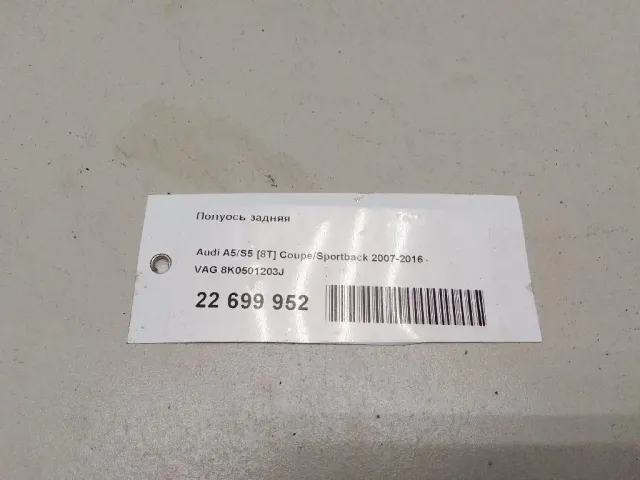 Полуось задняя
Audi A5/S5 [8T] Coupe/Sportback 2007-2016 -
VAG 8K0501203J
22 699 952